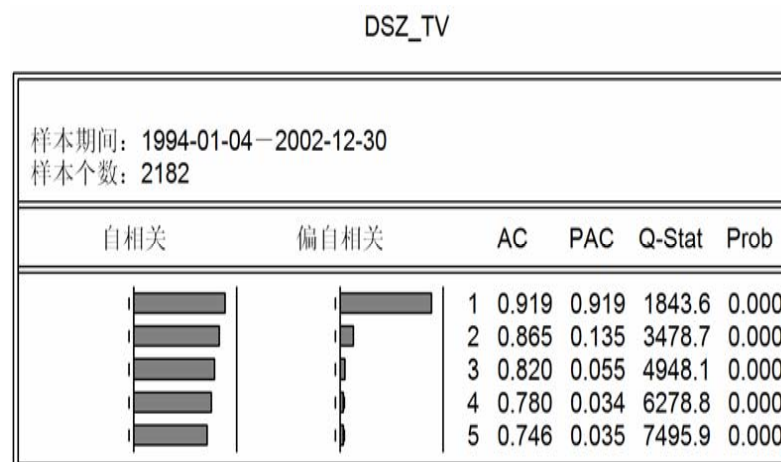 DSZ_TV
样本期间：1994-01-04－2002-12-30
样本个数：2182
自相关 偏自相关 AC PAC Q-Stat Prob
1 0.919 0.919 1843.6 0.000
2 0.865 0.135 3478.7 0.000
3 0.820 0.055 4948.1 0.000
4 0.780 0.034 6278.8 0.000
5 0.746 0.035 7495.9 0.000